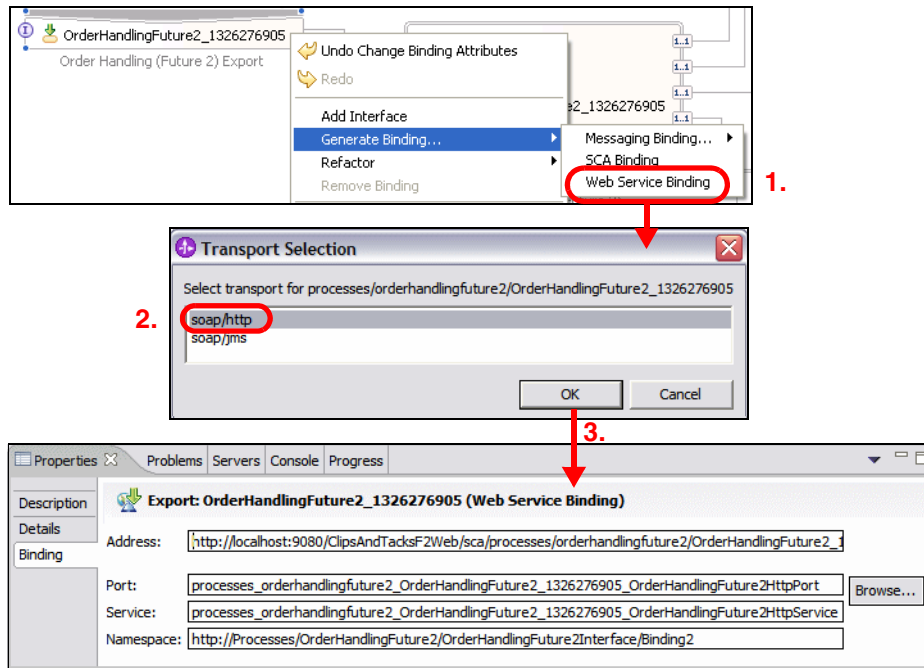 OrderHandlingFuture2_1326276905
Order Handling (Future 2) Export
Undo Change Binding Attributes
Redo
Add Interface
Generate Binding...
Refactor
Remove Binding
1..1
1..1
1..1
1..1
2_1326276905
Messaging Binding...
SCA Binding
Web Service Binding
1.
Transport Selection
Select transport for processes/orderhandlingfuture2/OrderHandlingFuture2_1326276905
2.
soap/http
soap/jms
OK Cancel
3.
Properties Problems Servers Console Progress
Description
Details
Binding
Export: OrderHandlingFuture2_1326276905 (Web Service Binding)
Address: http://localhost:9080/ClipsAndTacksF2Web/sca/processes/orderhandlingfuture2/OrderHandlingFuture2_1
Port: processes_orderhandlingfuture2_OrderHandlingFuture2_1326276905_OrderHandlingFuture2HttpPort Browse...
Service: processes_orderhandlingfuture2_OrderHandlingFuture2_1326276905_OrderHandlingFuture2HttpService
Namespace: http://Processes/OrderHandlingFuture2/OrderHandlingFuture2Interface/Binding2